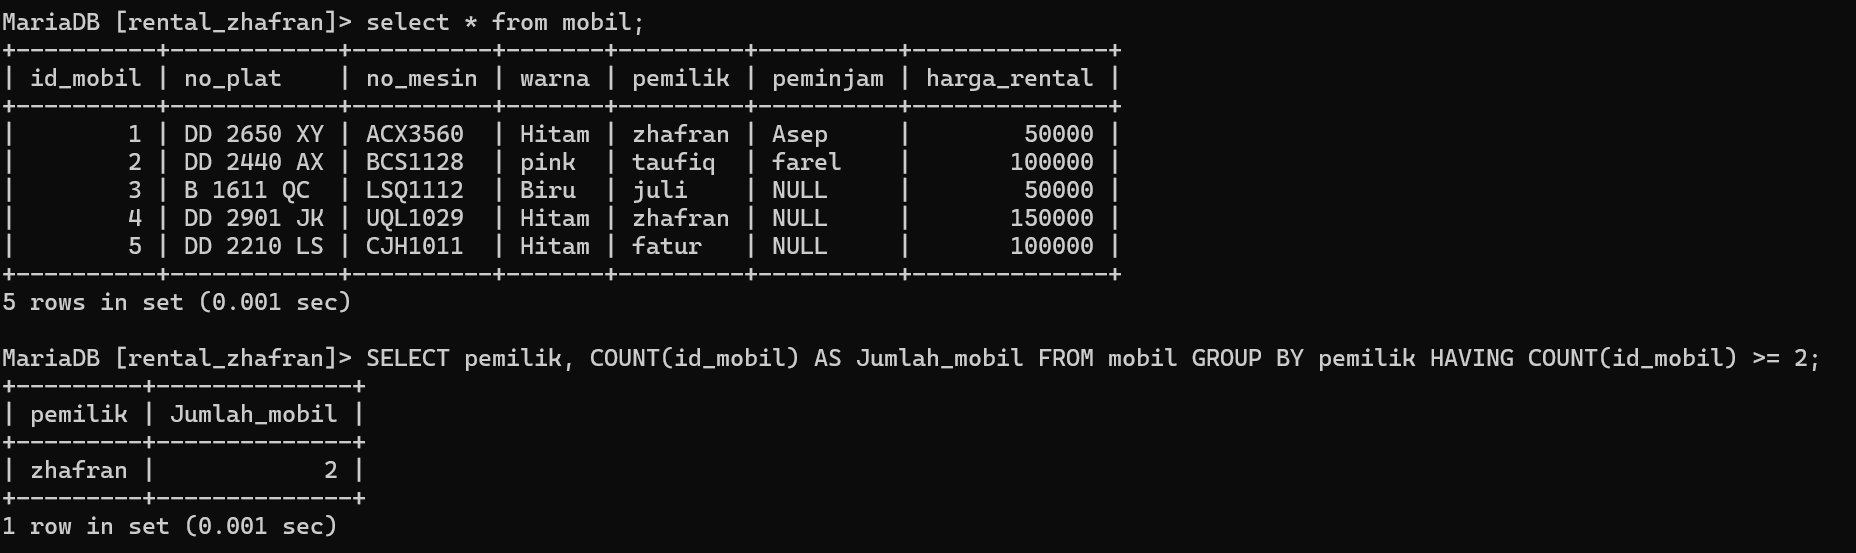 MariaDB [rental_zhafran]> select * from mobil;
+----------+------------+----------+-------+---------+----------+--------------+
| id_mobil | no_plat    | no_mesin | warna | pemilik | peminjam | harga_rental |
+----------+------------+----------+-------+---------+----------+--------------+
|        1 | DD 2650 XY | ACX3560  | Hitam | zhafran | Asep     |        50000 |
|        2 | DD 2440 AX | BCS1128  | pink  | taufiq  | farel    |       100000 |
|        3 | B 1611 QC  | LSQ1112  | Biru  | juli    | NULL     |        50000 |
|        4 | DD 2901 JK | UQL1029  | Hitam | zhafran | NULL     |       150000 |
|        5 | DD 2210 LS | CJH1011  | Hitam | fatur   | NULL     |       100000 |
+----------+------------+----------+-------+---------+----------+--------------+
5 rows in set (0.001 sec)

MariaDB [rental_zhafran]> SELECT pemilik, COUNT(id_mobil) AS Jumlah_mobil FROM mobil GROUP BY pemilik HAVING COUNT(id_mobil) >= 2;
+---------+--------------+
| pemilik | Jumlah_mobil |
+---------+--------------+
| zhafran |            2 |
+---------+--------------+
1 row in set (0.001 sec)